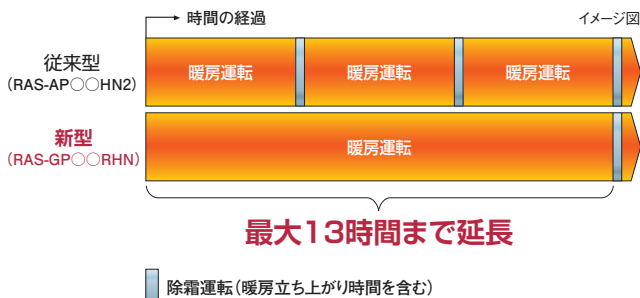 時間の経過
イメージ図
従来型
(RAS-AP○○HN2)
暖房運転
暖房運転
暖房運転
新型
(RAS-GP○○RHN)
暖房運転
最大13時間まで延長
除霜運転(暖房立ち上がり時間を含む)